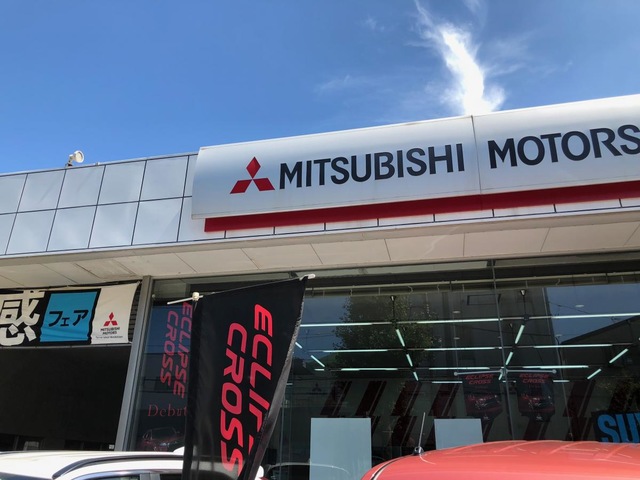 MITSUBISHI MOTORS
感
フェア
MITSUBISHI
MOTORS
ECLIPSE
CROSS
ECLIPSE
CROSS
Debut